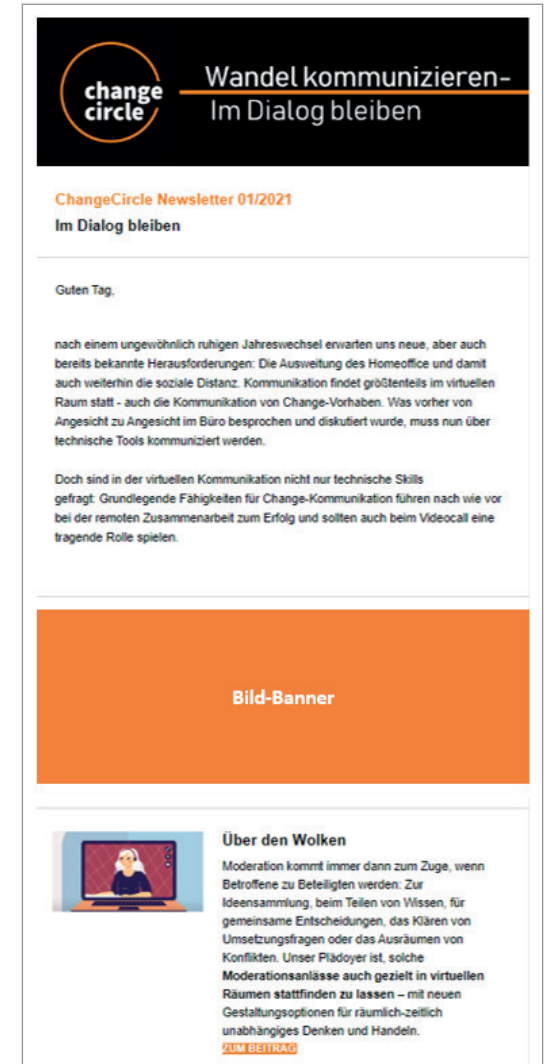 change
circle
Wandel kommunizieren-
Im Dialog bleiben
ChangeCircle Newsletter 01/2021
Im Dialog bleiben
Guten Tag,
nach einem ungewöhnlich ruhigen Jahreswechsel erwarten uns neue, aber auch
bereits bekannte Herausforderungen: Die Ausweitung des Homeoffice und damit
auch weiterhin die soziale Distanz. Kommunikation findet größtenteils im virtuellen
Raum statt - auch die Kommunikation von Change-Vorhaben. Was vorher von
Angesicht zu Angesicht im Büro besprochen und diskutiert wurde, muss nun über
technische Tools kommuniziert werden.
Doch sind in der virtuellen Kommunikation nicht nur technische Skills
gefragt: Grundlegende Fähigkeiten für Change-Kommunikation führen nach wie vor
bei der remoten Zusammenarbeit zum Erfolg und sollten auch beim Videocall eine
tragende Rolle spielen.
Bild-Banner
Über den Wolken
Moderation kommt immer dann zum Zuge, wenn
Betroffene zu Beteiligten werden: Zur
Ideensammlung, beim Teilen von Wissen, für
gemeinsame Entscheidungen, das Klären von
Umsetzungsfragen oder das Ausräumen von
Konflikten. Unser Plädoyer ist, solche
Moderationsanlässe auch gezielt in virtuellen
Räumen stattfinden zu lassen – mit neuen
Gestaltungsoptionen für räumlich-zeitlich
unabhängiges Denken und Handeln.
ZUM BEITRAG